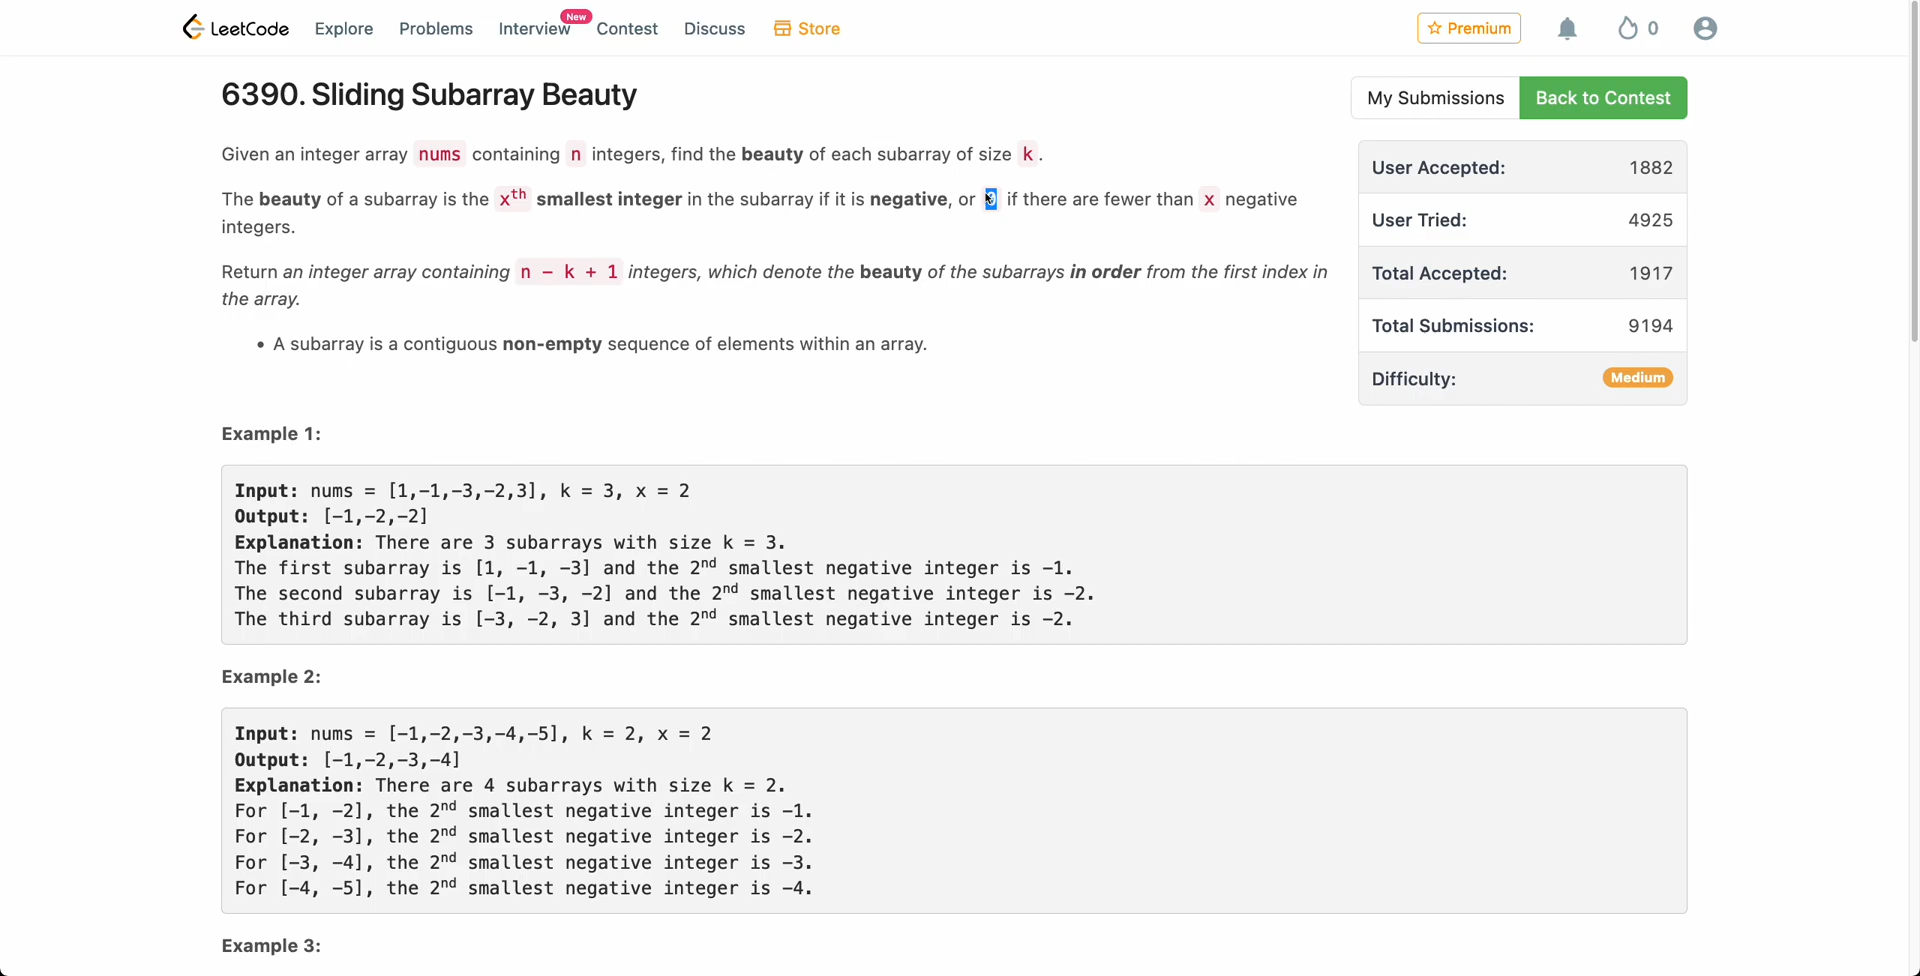 LeetCode Explore Problems Interview New Contest Discuss Store Premium 0
6390. Sliding Subarray Beauty
My Submissions Back to Contest
Given an integer array nums containing n integers, find the beauty of each subarray of size k.
The beauty of a subarray is the xth smallest integer in the subarray if it is negative, or 0 if there are fewer than x negative
integers.
Return an integer array containing n - k + 1 integers, which denote the beauty of the subarrays in order from the first index in
the array.
• A subarray is a contiguous non-empty sequence of elements within an array.
User Accepted: 1882
User Tried: 4925
Total Accepted: 1917
Total Submissions: 9194
Difficulty: Medium
Example 1:
Input: nums = [1,-1,-3,-2,3], k = 3, x = 2
Output: [-1,-2,-2]
Explanation: There are 3 subarrays with size k = 3.
The first subarray is [1, -1, -3] and the 2nd smallest negative integer is -1.
The second subarray is [-1, -3, -2] and the 2nd smallest negative integer is -2.
The third subarray is [-3, -2, 3] and the 2nd smallest negative integer is -2.
Example 2:
Input: nums = [-1,-2,-3,-4,-5], k = 2, x = 2
Output: [-1,-2,-3,-4]
Explanation: There are 4 subarrays with size k = 2.
For [-1, -2], the 2nd smallest negative integer is -1.
For [-2, -3], the 2nd smallest negative integer is -2.
For [-3, -4], the 2nd smallest negative integer is -3.
For [-4, -5], the 2nd smallest negative integer is -4.
Example 3: